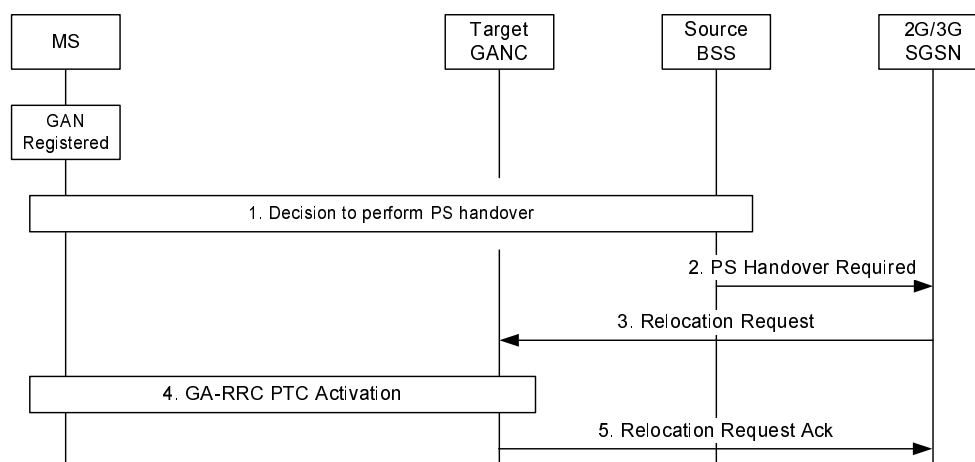 MS
Target
GANC
Source
BSS
2G/3G
SGSN
GAN
Registered
1. Decision to perform PS handover
2. PS Handover Required
3. Relocation Request
4. GA-RRC PTC Activation
5. Relocation Request Ack